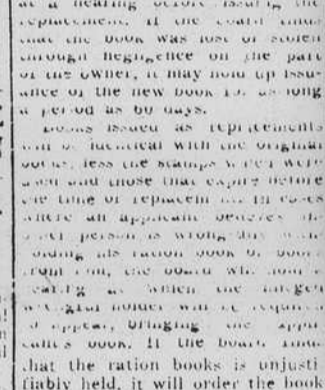 at a hearing before issuing the
replacement. If the board finds
that the book was lost or stolen
through negligence on the part
of the owner, it may hold up issu-
ance of the new book for as long
a period as 60 days.
Books issued as replacements
will be identical with the original
books, less the stamps which were
used and those that expire before
the time of replacement. In cases
where an applicant believes
other person is wrongfully with-
holding his ration book or books
from him, the board will hold a
hearing at which the alleged
wrongful holder will be required
to appear, bringing the appli-
cant's book. If the board finds
that the ration books is unjusti-
fiably held, it will order the book